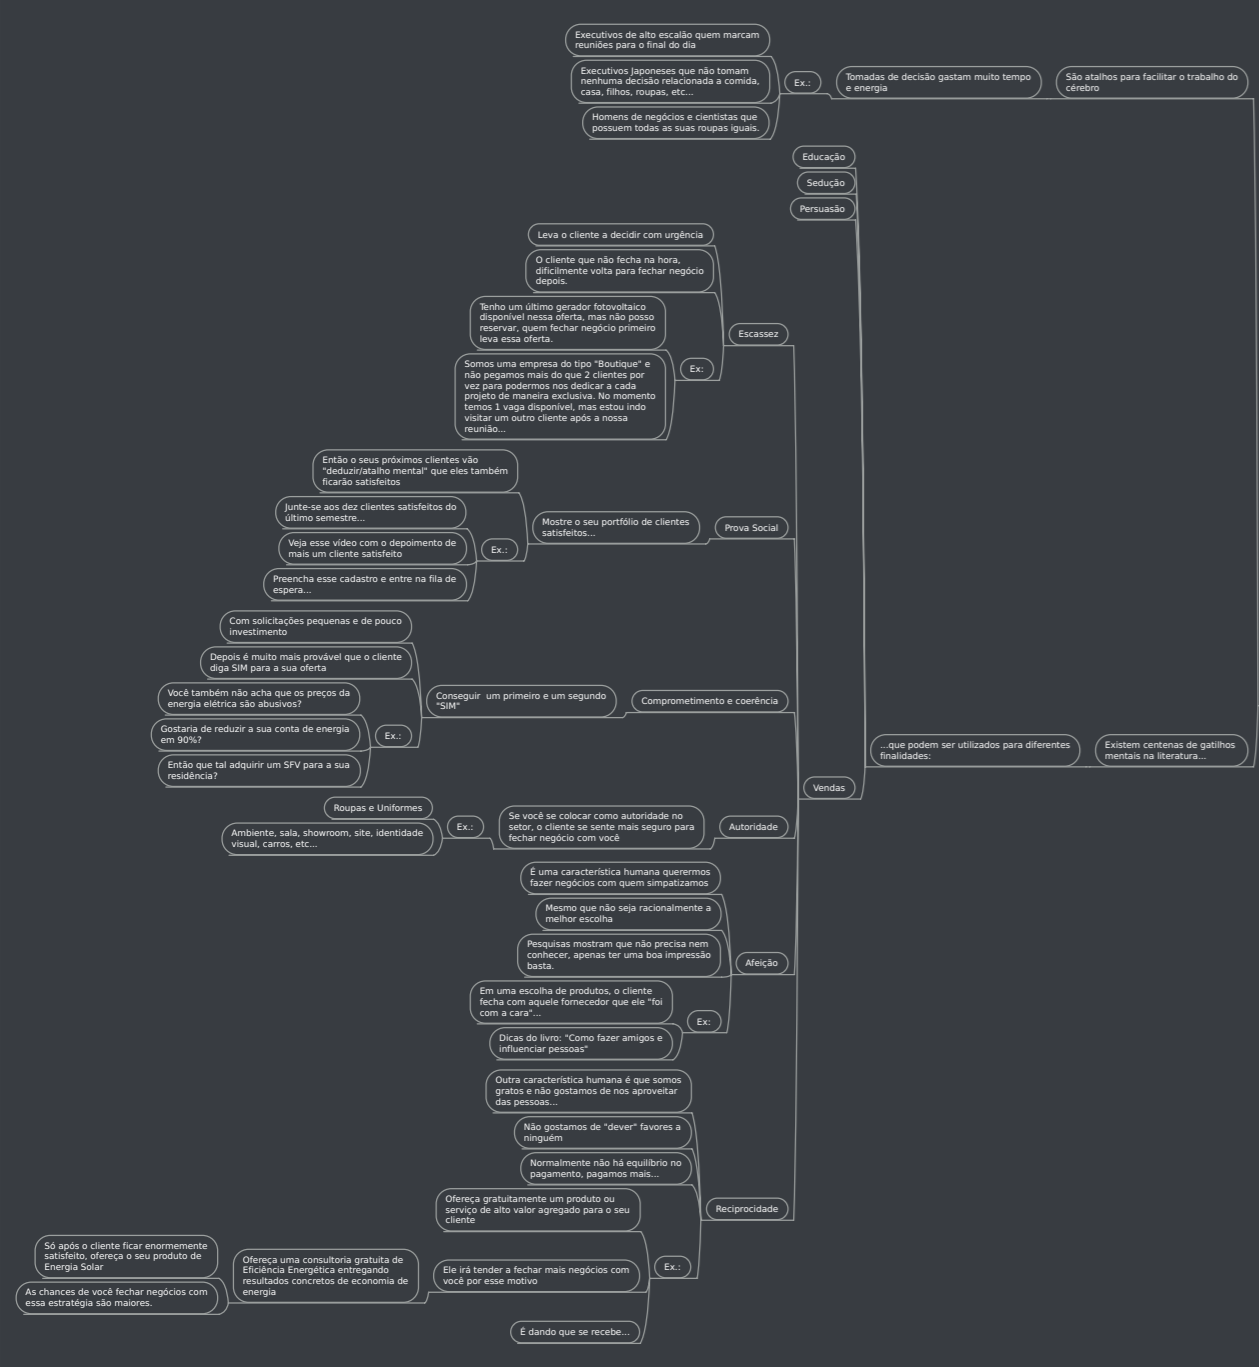 Executivos de alto escalão quem marcam
reuniões para o final do dia
Executivos Japoneses que não tomam
nenhuma decisão relacionada a comida,
casa, filhos, roupas, etc...
Homens de negócios e cientistas que
possuem todas as suas roupas iguais.
Ex.:
Tomadas de decisão gastam muito tempo
e energia
São atalhos para facilitar o trabalho do
cérebro
Educação
Sedução
Persuasão
Leva o cliente a decidir com urgência
O cliente que não fecha na hora,
dificilmente volta para fechar negócio
depois.
Tenho um último gerador fotovoltaico
disponível nessa oferta, mas não posso
reservar, quem fechar negócio primeiro
leva essa oferta.
Somos uma empresa do tipo "Boutique" e
não pegamos mais do que 2 clientes por
vez para podermos nos dedicar a cada
projeto de maneira exclusiva. No momento
temos 1 vaga disponível, mas estou indo
visitar um outro cliente após a nossa
reunião...
Ex:
Escassez
Então o seus próximos clientes vão
"deduzir/atalho mental" que eles também
ficarão satisfeitos
Junte-se aos dez clientes satisfeitos do
último semestre...
Veja esse vídeo com o depoimento de
mais um cliente satisfeito
Preencha esse cadastro e entre na fila de
espera...
Ex.:
Mostre o seu portfólio de clientes
satisfeitos...
Prova Social
Com solicitações pequenas e de pouco
investimento
Depois é muito mais provável que o cliente
diga SIM para a sua oferta
Você também não acha que os preços da
energia elétrica são abusivos?
Gostaria de reduzir a sua conta de energia
em 90%?
Então que tal adquirir um SFV para a sua
residência?
Ex.:
Conseguir  um primeiro e um segundo
"SIM"
Comprometimento e coerência
...que podem ser utilizados para diferentes
finalidades:
Existem centenas de gatilhos
mentais na literatura...
Vendas
Roupas e Uniformes
Ambiente, sala, showroom, site, identidade
visual, carros, etc...
Ex.:
Se você se colocar como autoridade no
setor, o cliente se sente mais seguro para
fechar negócio com você
Autoridade
É uma característica humana querermos
fazer negócios com quem simpatizamos
Mesmo que não seja racionalmente a
melhor escolha
Pesquisas mostram que não precisa nem
conhecer, apenas ter uma boa impressão
basta.
Em uma escolha de produtos, o cliente
fecha com aquele fornecedor que ele "foi
com a cara"...
Dicas do livro: "Como fazer amigos e
influenciar pessoas"
Ex:
Afeição
Outra característica humana é que somos
gratos e não gostamos de nos aproveitar
das pessoas...
Não gostamos de "dever" favores a
ninguém
Normalmente não há equilíbrio no
pagamento, pagamos mais...
Ofereça gratuitamente um produto ou
serviço de alto valor agregado para o seu
cliente
Reciprocidade
Só após o cliente ficar enormemente
satisfeito, ofereça o seu produto de
Energia Solar
As chances de você fechar negócios com
essa estratégia são maiores.
Ofereça uma consultoria gratuita de
Eficiência Energética entregando
resultados concretos de economia de
energia
Ele irá tender a fechar mais negócios com
você por esse motivo
Ex.:
É dando que se recebe...